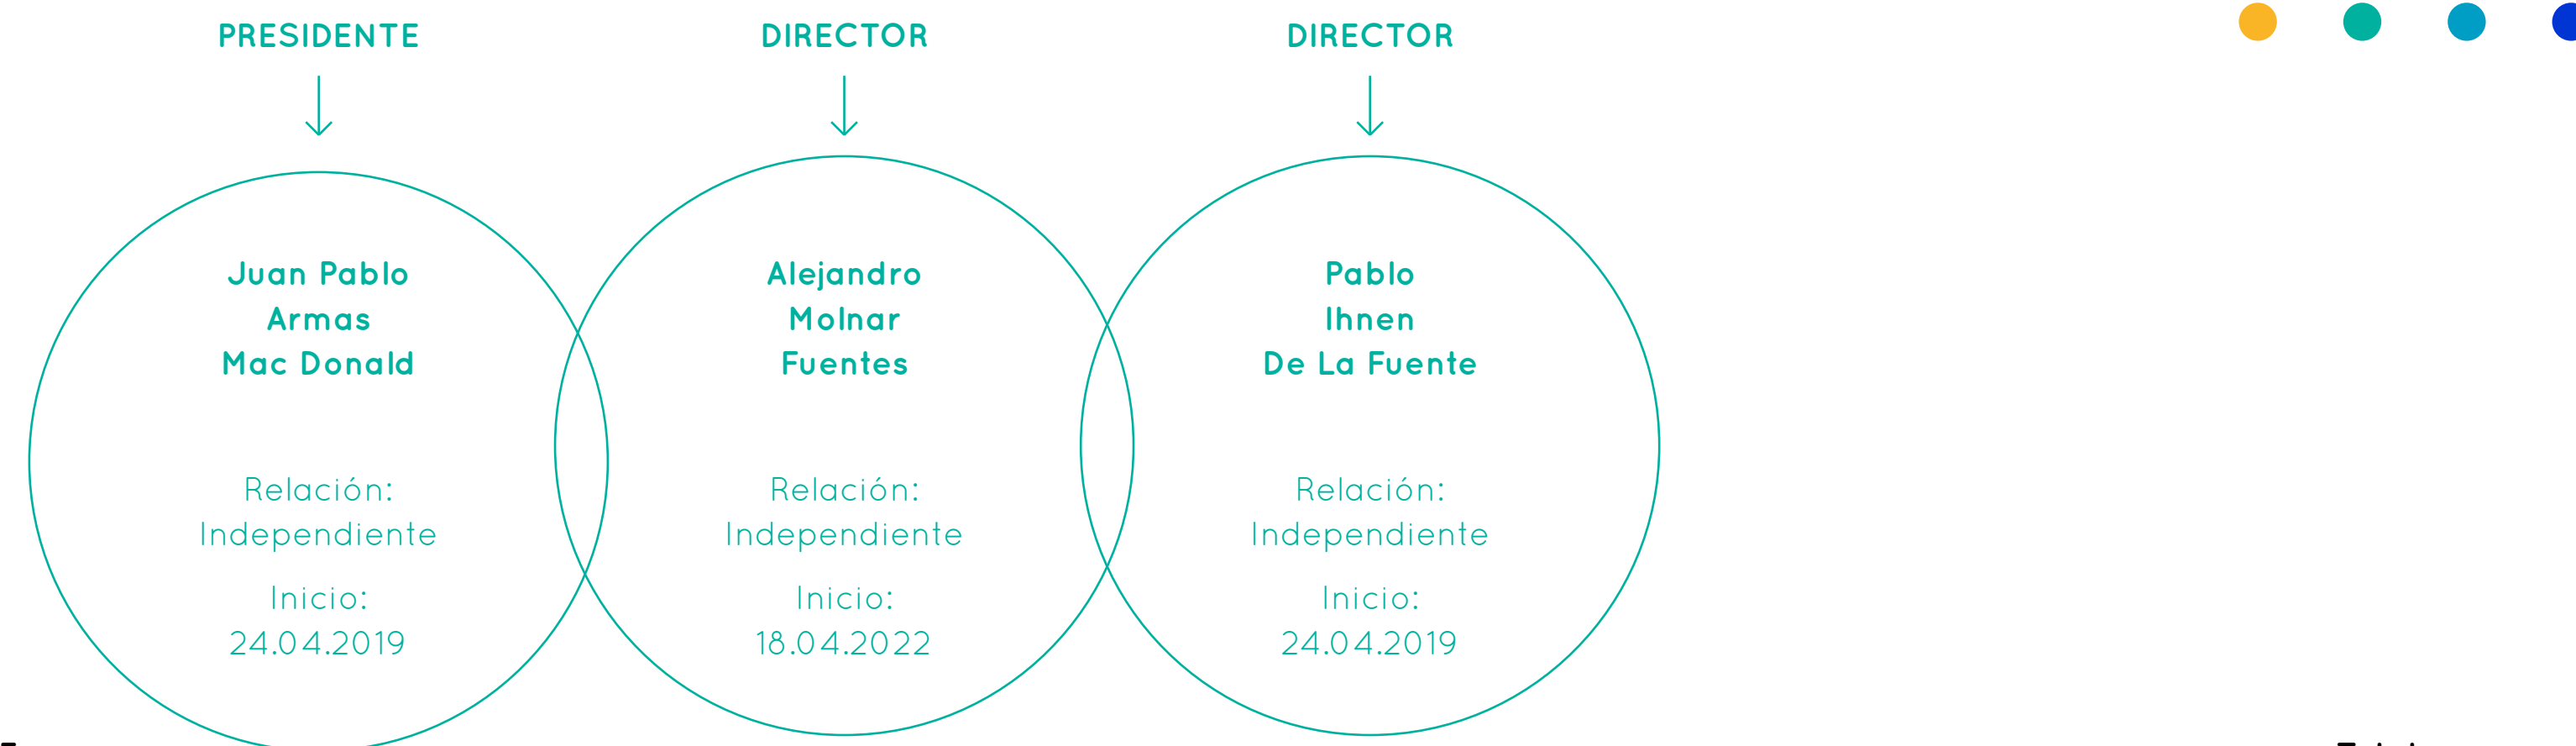 PRESIDENTE
DIRECTOR
DIRECTOR
Juan Pablo
Armas
Mac Donald
Alejandro
Molnar
Fuentes
Pablo
Ihnen
De La Fuente
Relación:
Independiente
Inicio:
24.04.2019
Relación:
Independiente
Inicio:
18.04.2022
Relación:
Independiente
Inicio:
24.04.2019